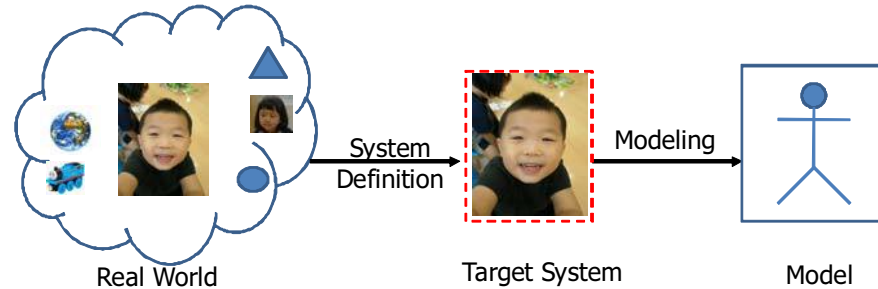 System
Definition
Modeling
Real World
Target System
Model